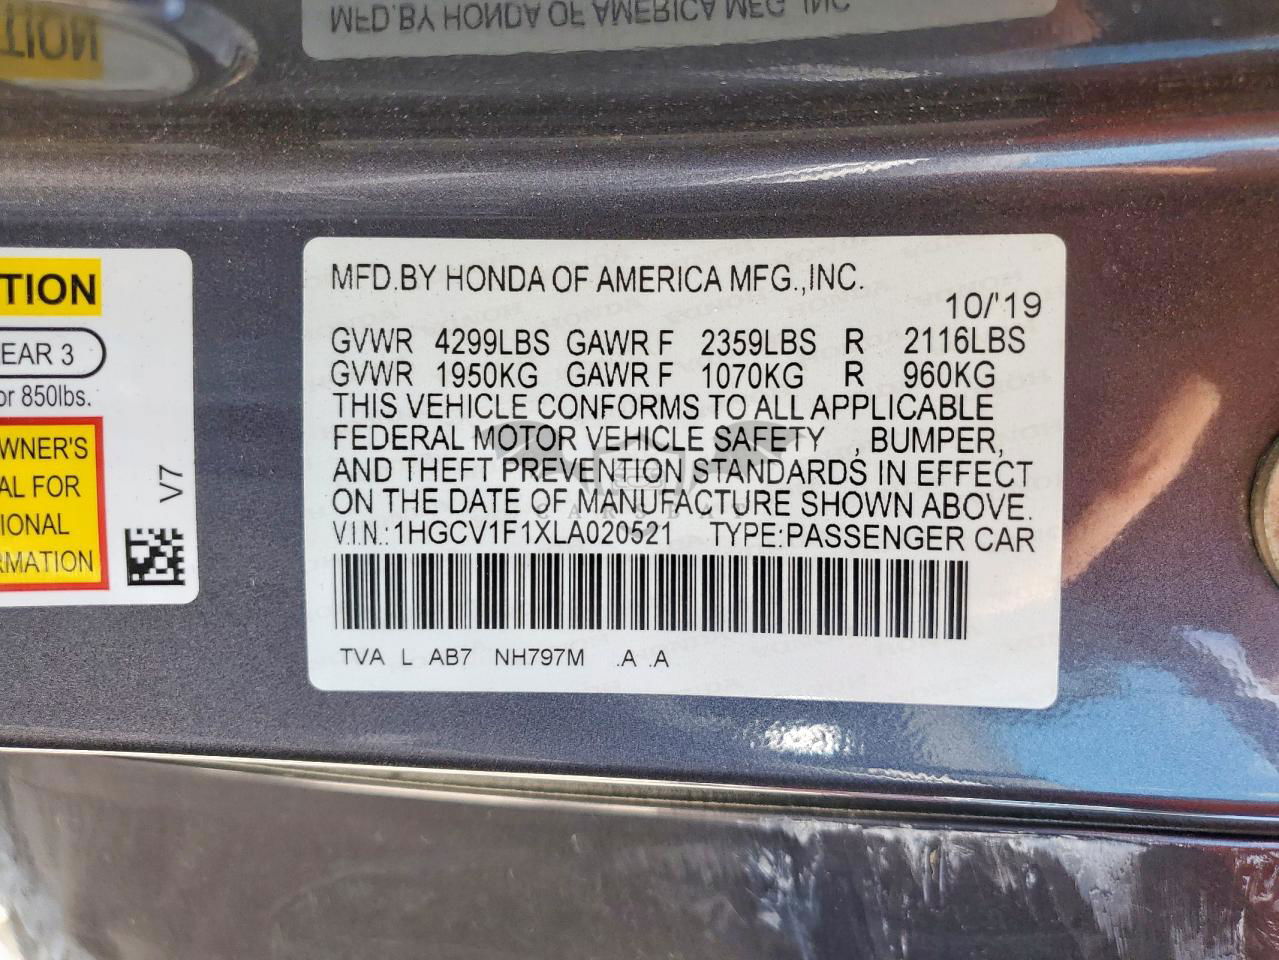 MFD.BY HONDA OF AMERICA MFG., INC.
TION
MFD.BY HONDA OF AMERICA MFG.,INC.
10/'19
GVWR 4299LBS GAWR F 2359LBS R 2116LBS
GVWR 1950KG GAWR F 1070KG R 960KG
THIS VEHICLE CONFORMS TO ALL APPLICABLE
FEDERAL MOTOR VEHICLE SAFETY , BUMPER,
AND THEFT PREVENTION STANDARDS IN EFFECT
ON THE DATE OF MANUFACTURE SHOWN ABOVE.
V.I.N.: 1HGCV1F1XLA020521 TYPE:PASSENGER CAR
TVA L AB7 NH797M .A .A
TION
EAR 3
or 850lbs.
WNER'S
AL FOR
IONAL
RMATION
V7